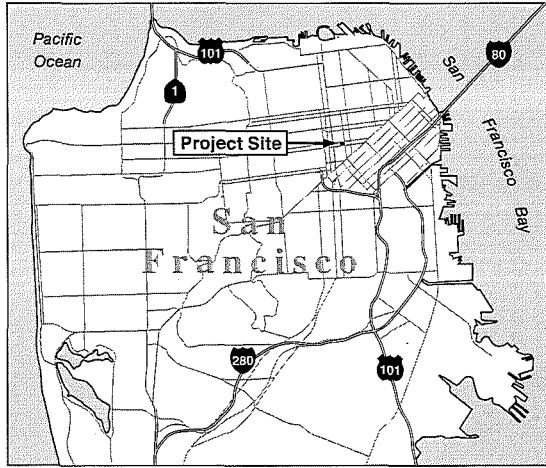 Pacific
Ocean
101
1
80
San
Francisco
Bay
Project Site
San
Francisco
280
101